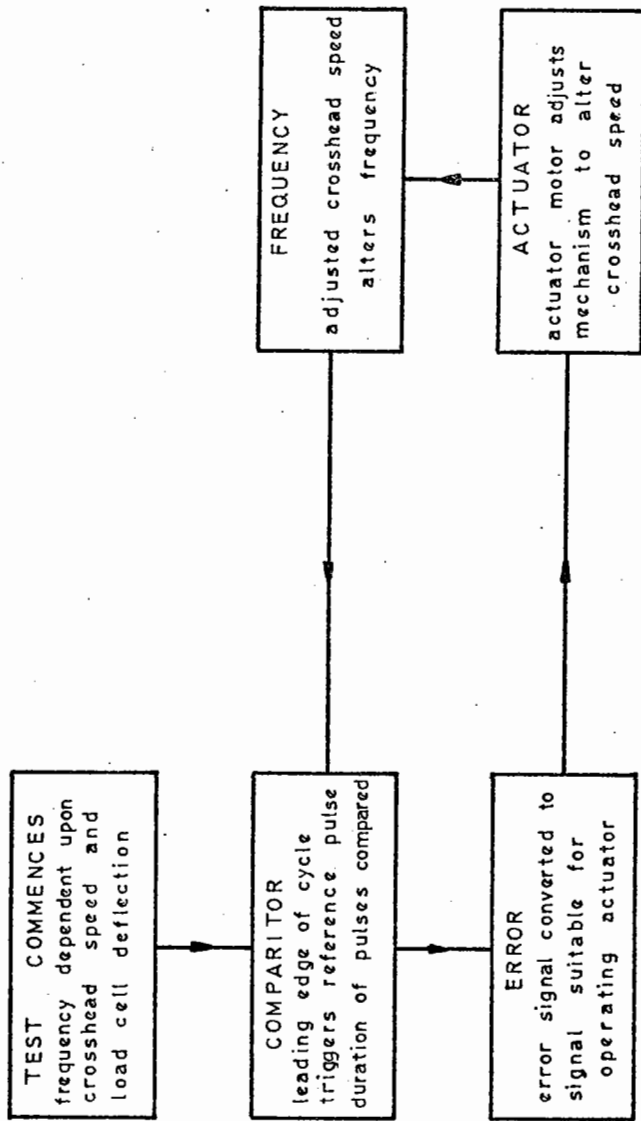 TEST COMMENCES
frequency dependent upon
crosshead speed and
load cell deflection
COMPARITOR
leading edge of cycle
triggers reference pulse
duration of pulses compared
ERROR
error signal converted to
signal suitable for
operating actuator
FREQUENCY
adjusted crosshead speed
alters frequency
ACTUATOR
actuator motor adjusts
mechanism to alter
crosshead speed